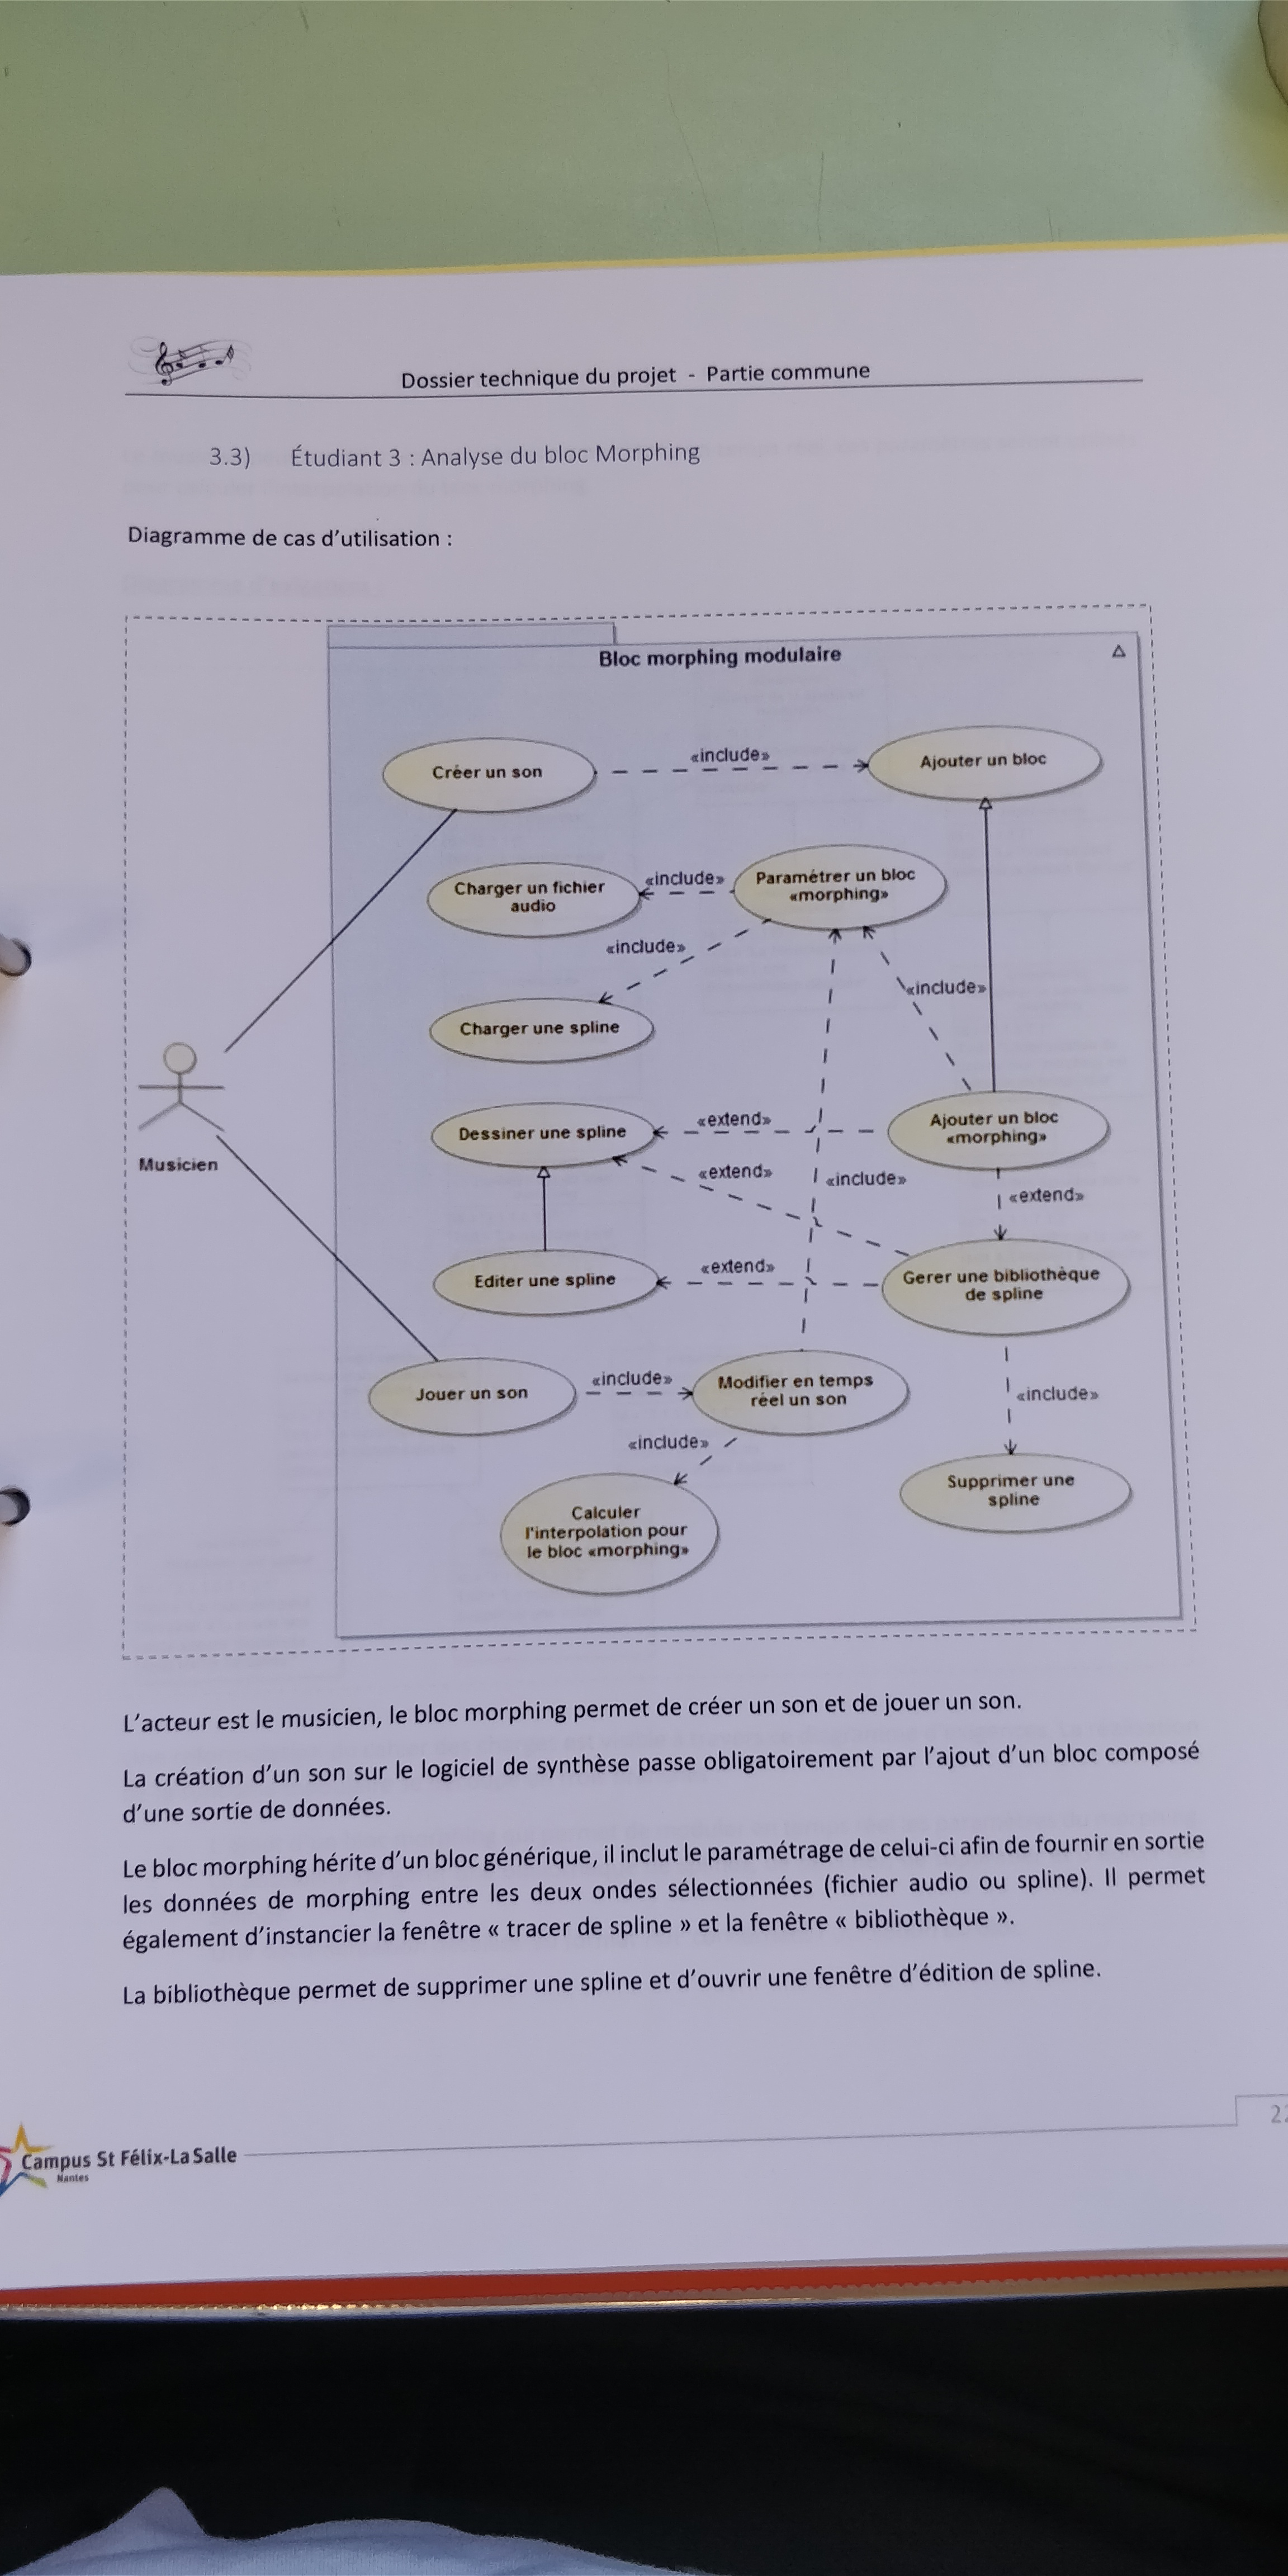 Dossier technique du projet - Partie commune
3.3) Étudiant 3 : Analyse du bloc Morphing
Diagramme de cas d'utilisation :
Bloc morphing modulaire
Créer un son
«include»
Ajouter un bloc
Charger un fichier
audio
«include»
Paramètrer un bloc
«morphing»
«include»
«include»
Charger une spline
Dessiner une spline
«extend»
Ajouter un bloc
«morphing»
Musicien
«extend»
«include»
«extend»
Editer une spline
«extend»
Gerer une bibliothèque
de spline
Jouer un son
«include»
Modifier en temps
réel un son
«include»
«include»
Supprimer une
spline
Calculer
l'interpolation pour
le bloc «morphing»
L'acteur est le musicien, le bloc morphing permet de créer un son et de jouer un son.
La création d'un son sur le logiciel de synthèse passe obligatoirement par l'ajout d'un bloc composé
d'une sortie de données.
Le bloc morphing hérite d'un bloc générique, il inclut le paramétrage de celui-ci afin de fournir en sortie
les données de morphing entre les deux ondes sélectionnées (fichier audio ou spline). Il permet
également d'instancier la fenêtre « tracer de spline » et la fenêtre « bibliothèque ».
La bibliothèque permet de supprimer une spline et d'ouvrir une fenêtre d'édition de spline.
Campus St Félix-La Salle
Nantes